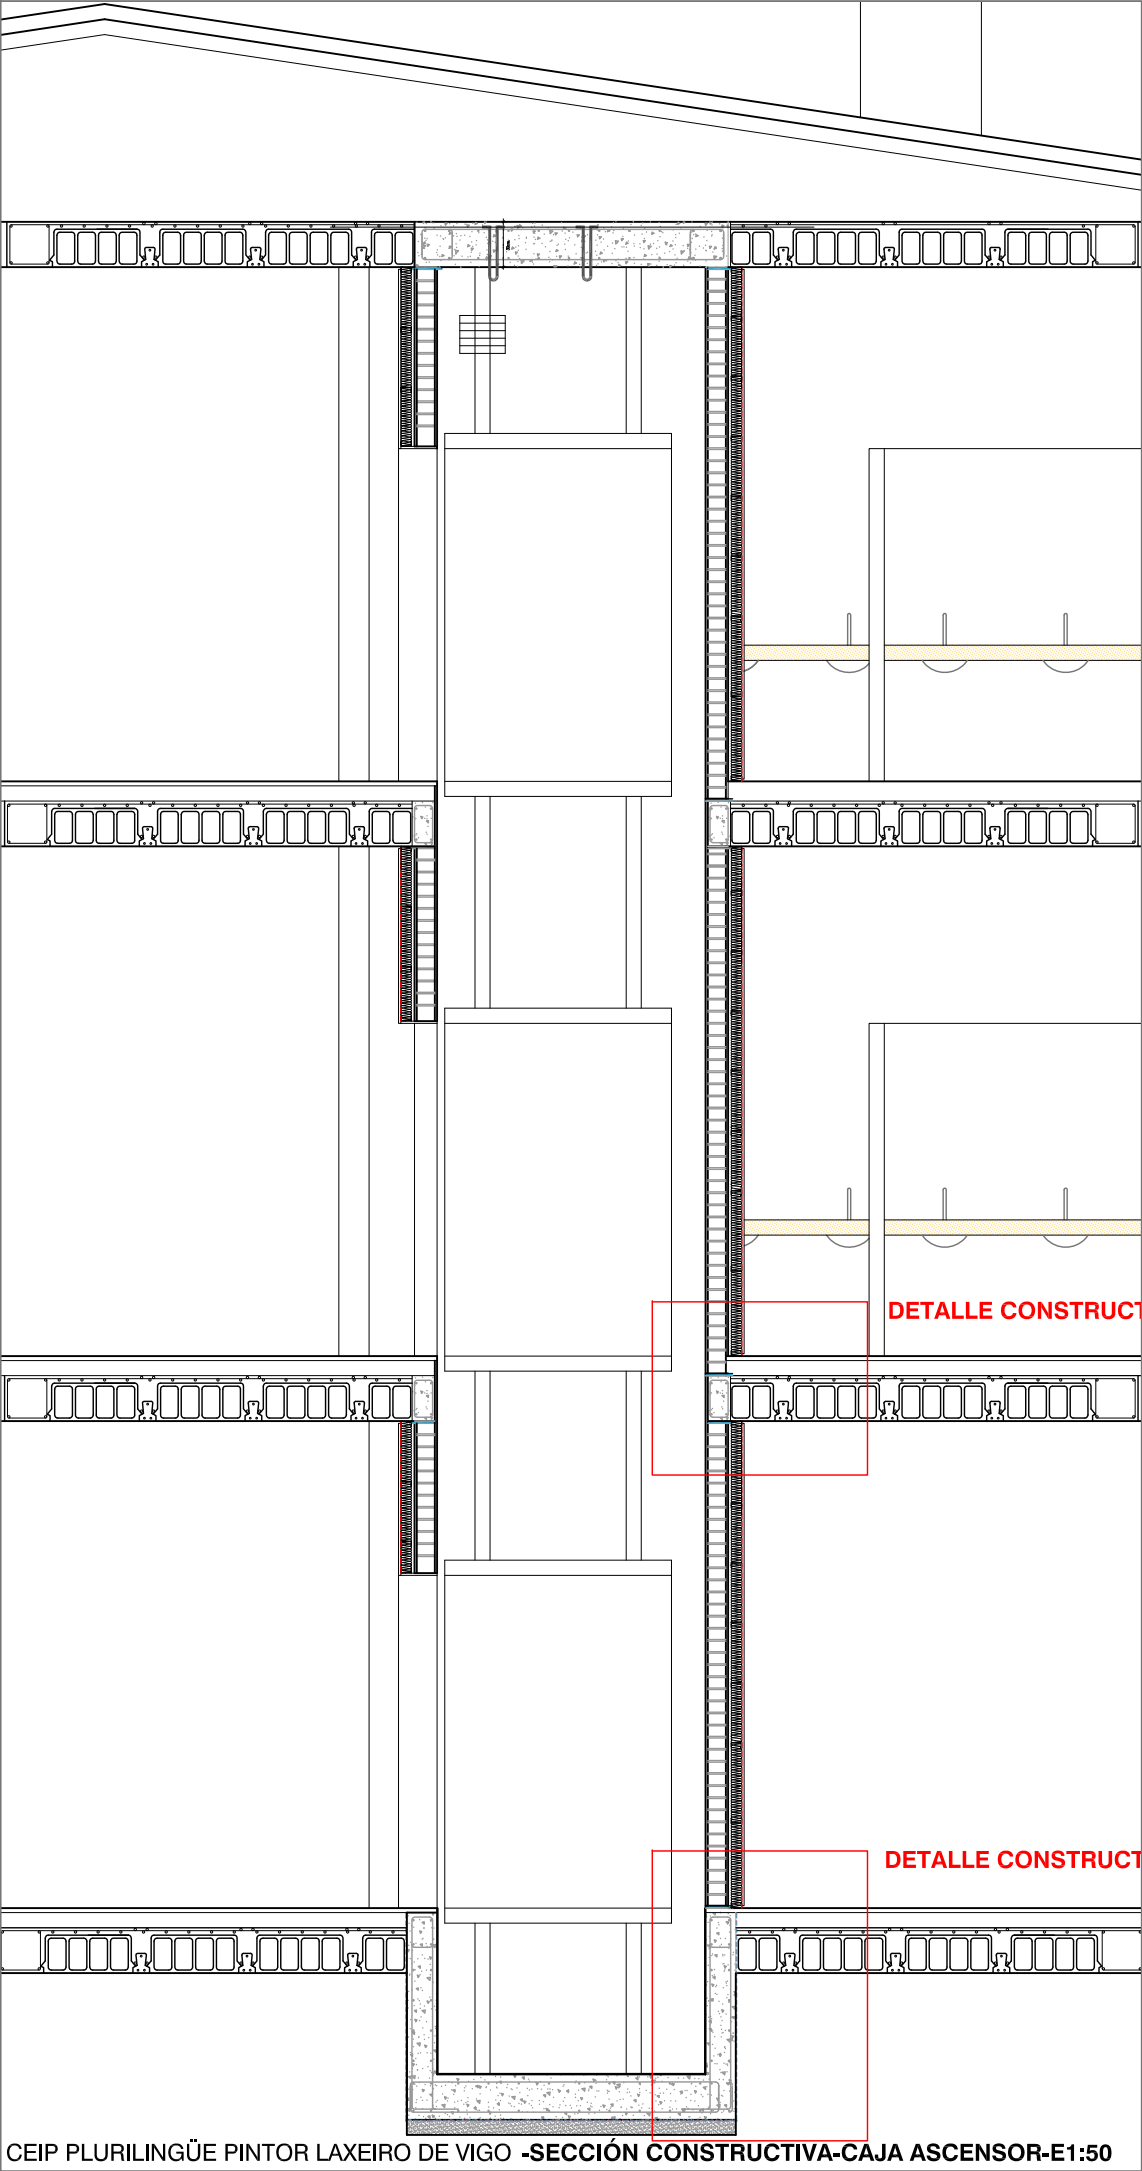 DETALLE CONSTRUCT
DETALLE CONSTRUCT
CEIP PLURILINGÜE PINTOR LAXEIRO DE VIGO -SECCIÓN CONSTRUCTIVA-CAJA ASCENSOR-E1:50